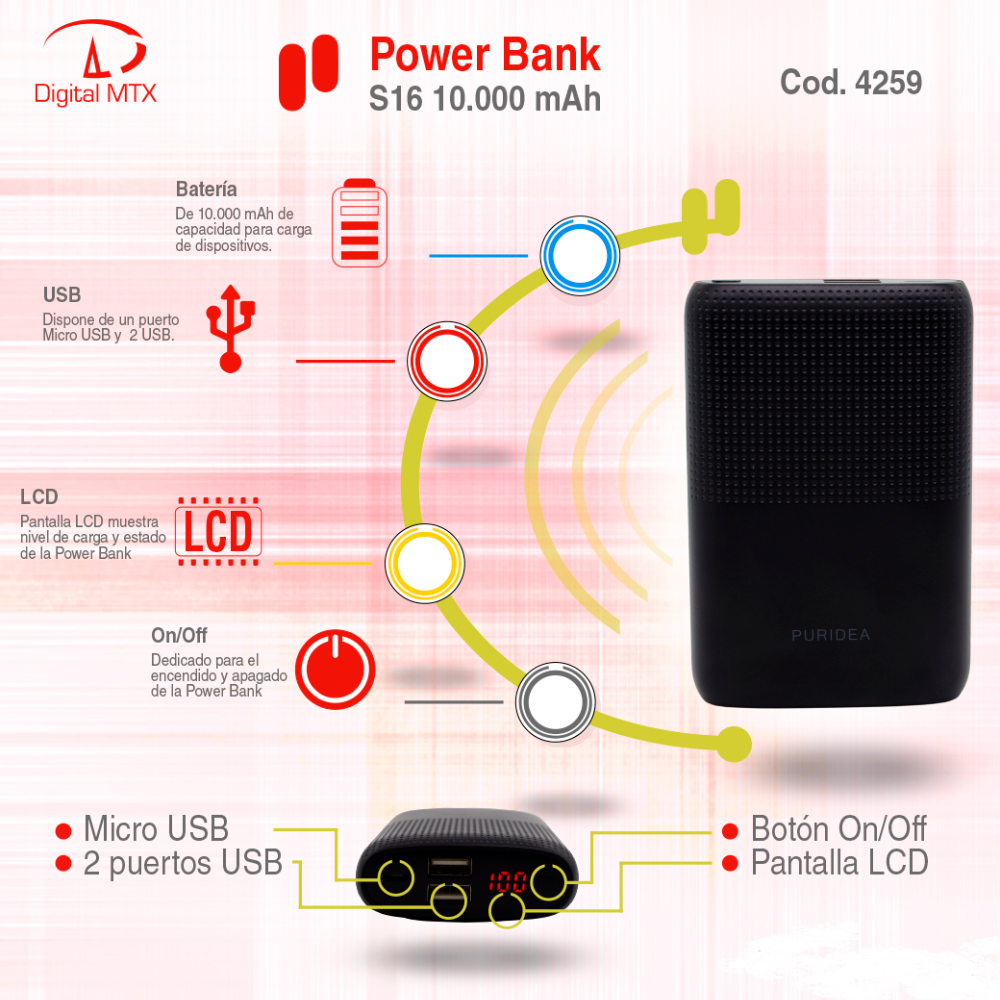 Digital MTX
Power Bank
S16 10.000 mAh
Cod. 4259
Batería
De 10.000 mAh de
capacidad para carga
de dispositivos.
USB
Dispone de un puerto
Micro USB y  2 USB.
LCD
Pantalla LCD muestra
nivel de carga y estado
de la Power Bank
LCD
On/Off
Dedicado para el
encendido y apagado
de la Power Bank
PURIDEA
Micro USB
2 puertos USB
100
Botón On/Off
Pantalla LCD